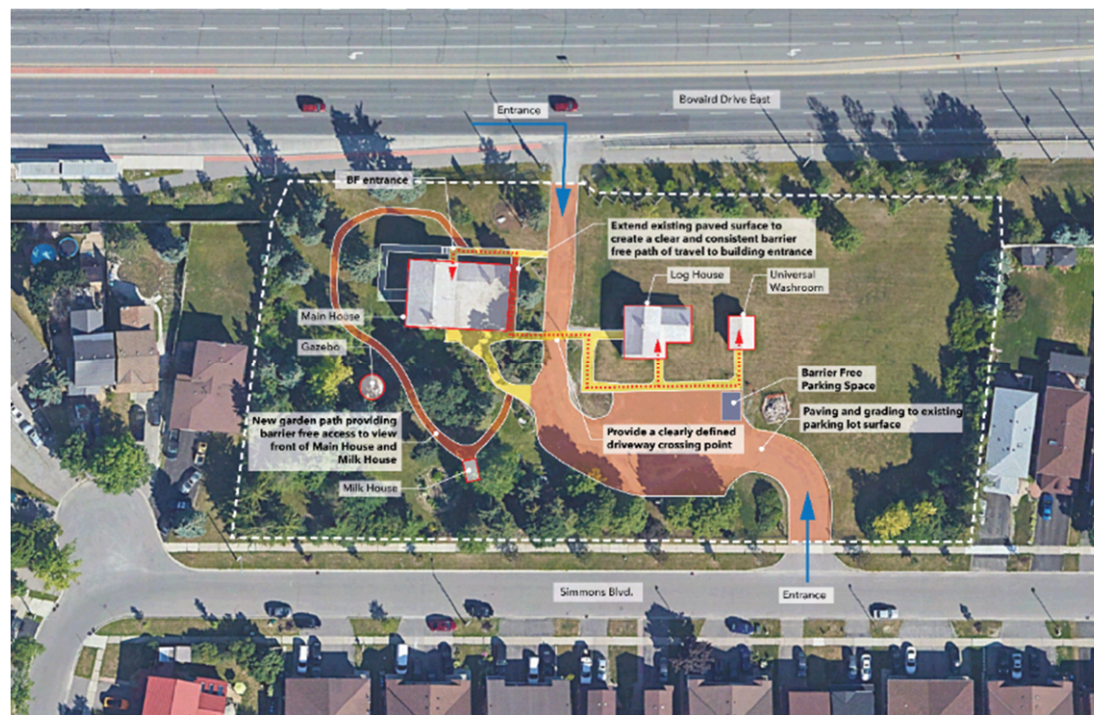 Bovaird Drive East
Entrance
BF entrance
Extend existing paved surface to
create a clear and consistent barrier
free path of travel to building entrance
Log House
Universal
Washroom
Main House
Gazebo
Barrier Free
Parking Space
New garden path providing
barrier free access to view
front of Main House and
Milk House
Provide a clearly defined
driveway crossing point
Paving and grading to existing
parking lot surface
Milk House
Simmons Blvd.
Entrance